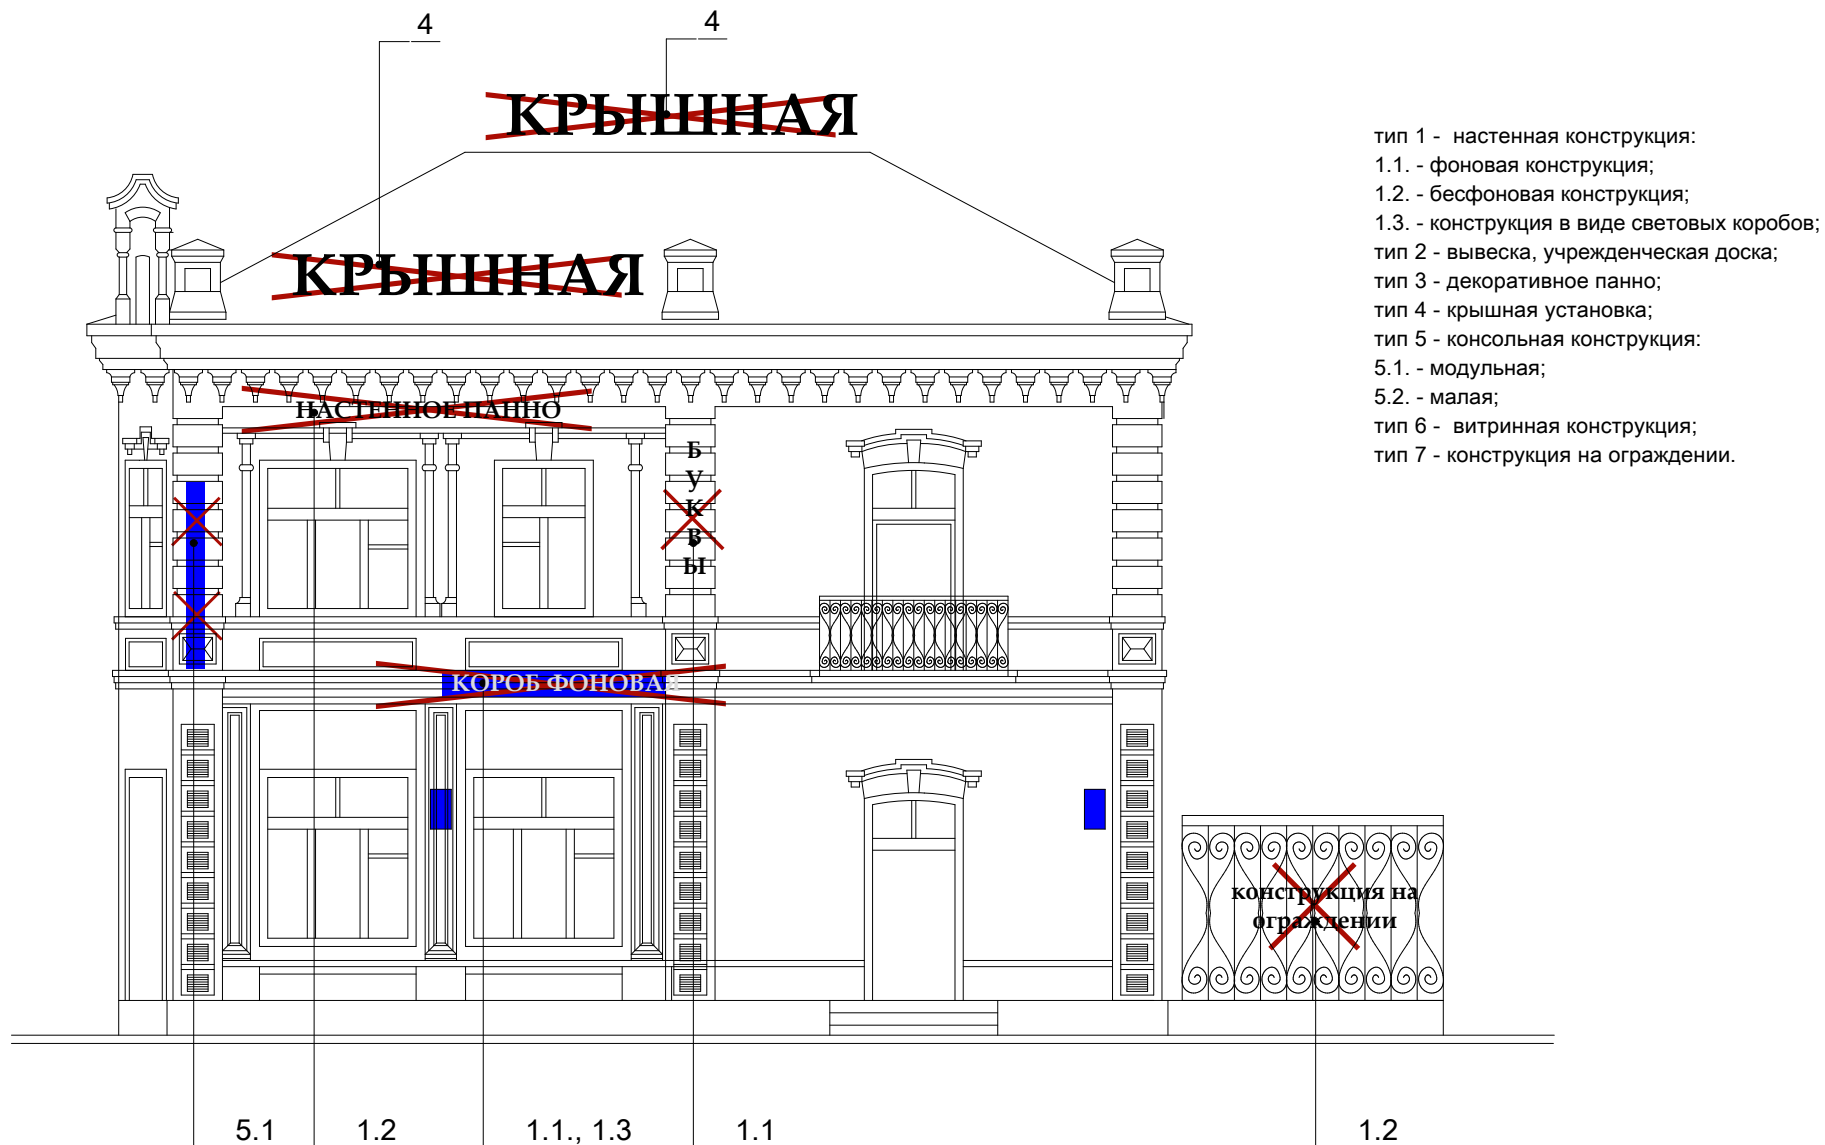 4
4
КРЫШНАЯ
КРЫШНАЯ
НАСТЕННОЕ ПАННО
Б
У
К
В
Ы
КОРОБ ФОНОВАЯ
конструкция на
ограждении
5.1
1.2
1.1., 1.3
1.1
1.2
тип 1 - настенная конструкция:
1.1. - фоновая конструкция;
1.2. - бесфоновая конструкция;
1.3. - конструкция в виде световых коробов;
тип 2 - вывеска, учрежденческая доска;
тип 3 - декоративное панно;
тип 4 - крышная установка;
тип 5 - консольная конструкция:
5.1. - модульная;
5.2. - малая;
тип 6 - витринная конструкция;
тип 7 - конструкция на ограждении.